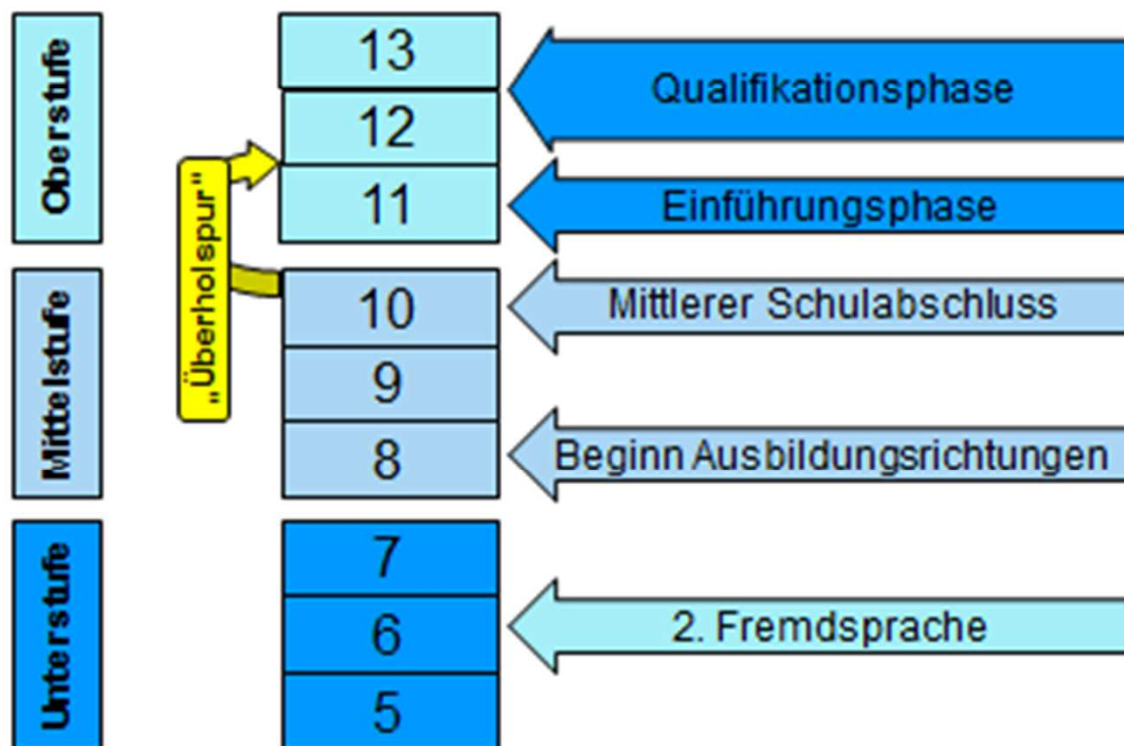 Oberstufe
13
Qualifikationsphase
12
11
Einführungsphase
„Überholspur"
Mittelstufe
10
Mittlerer Schulabschluss
9
8
Beginn Ausbildungsrichtungen
Unterstufe
7
6
2. Fremdsprache
5